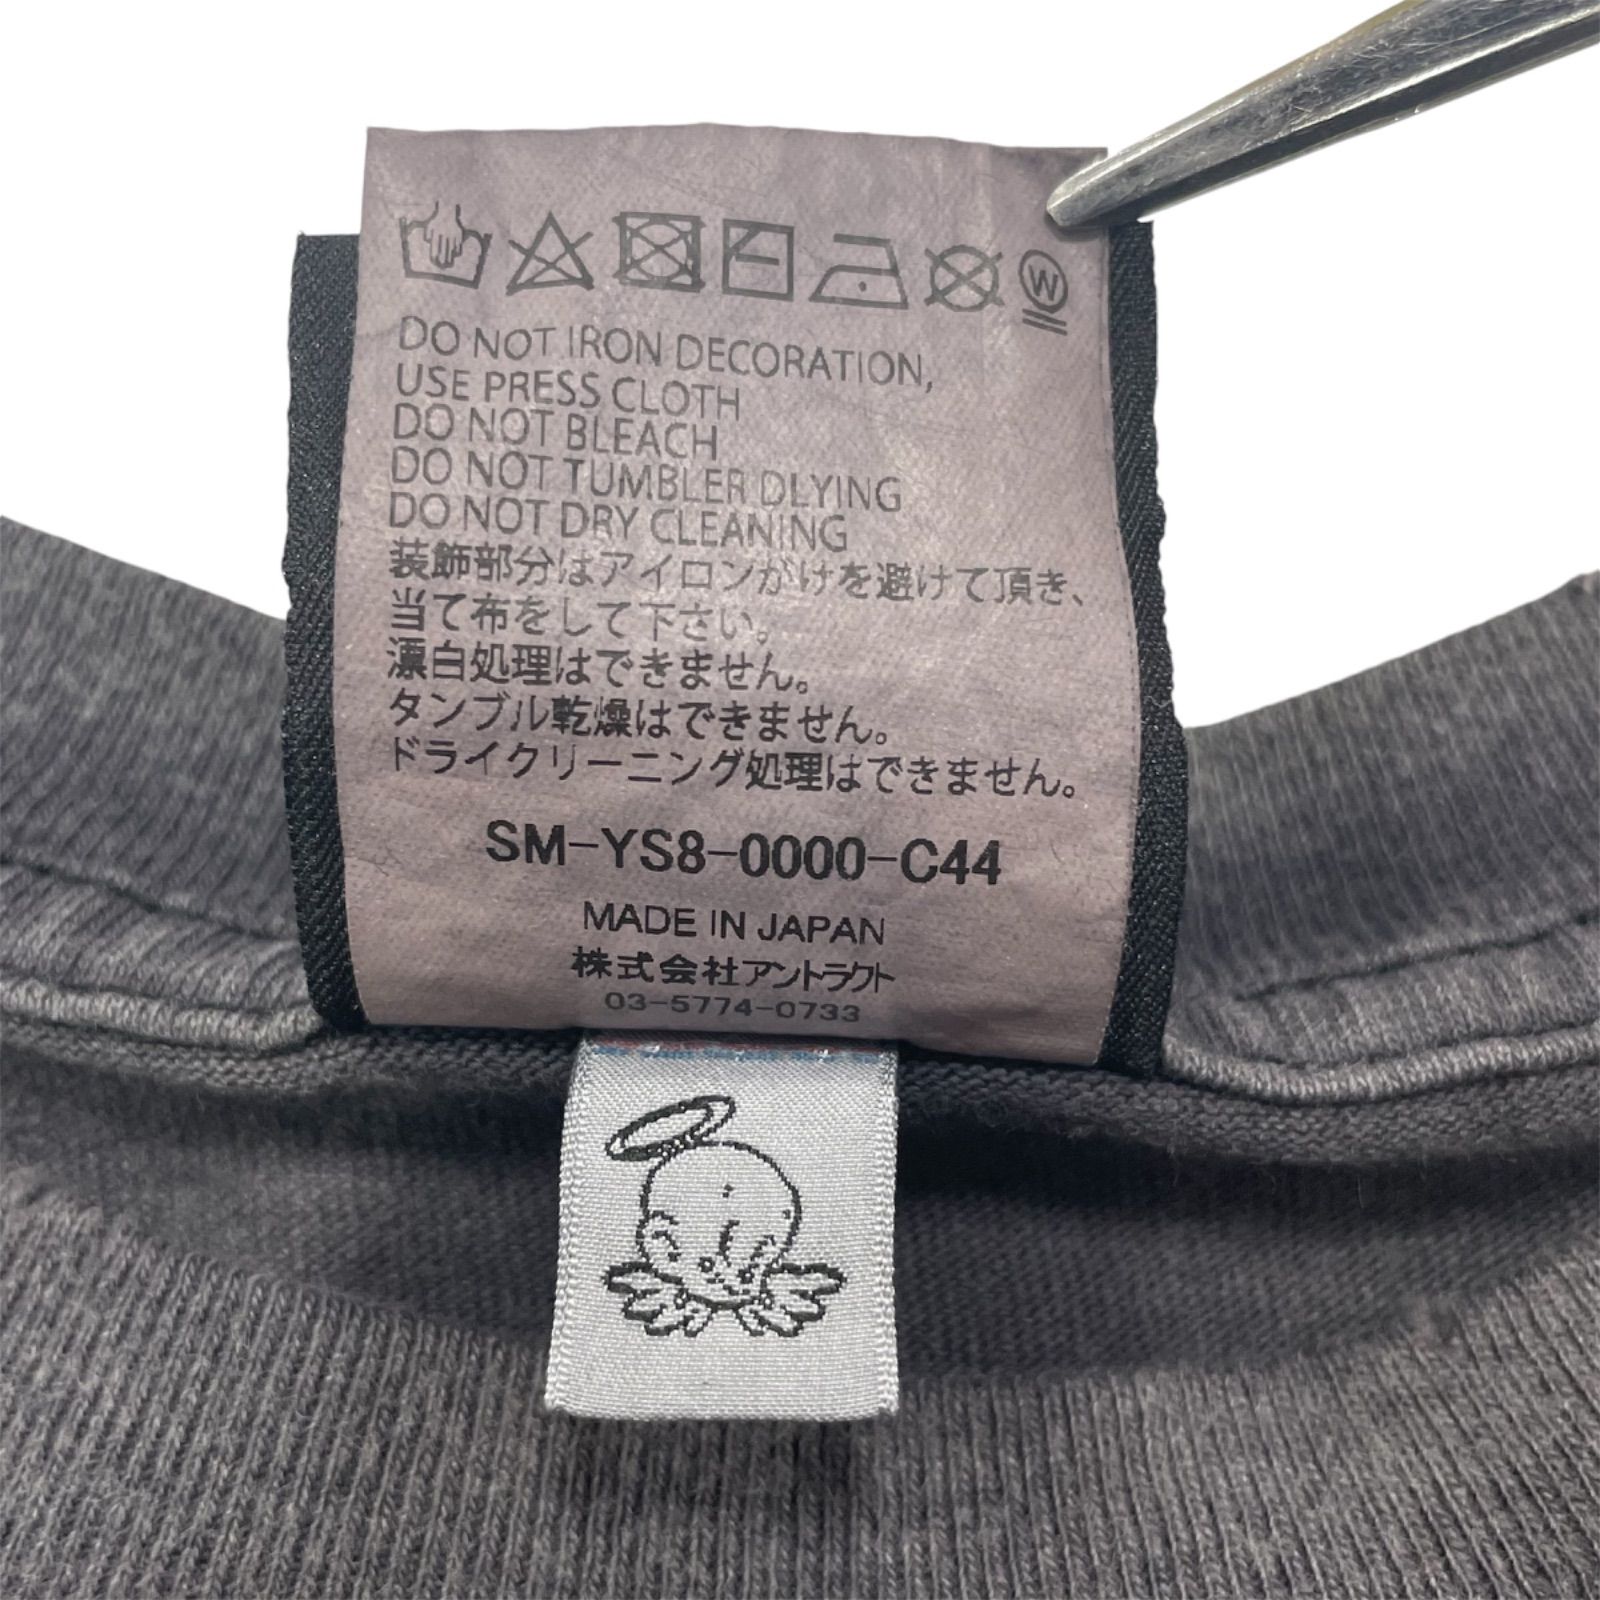 W
DO NOT IRON DECORATION,
USE PRESS CLOTH
DO NOT BLEACH
DO NOT TUMBLER DLYING
DO NOT DRY CLEANING
装飾部分はアイロンがけを避けて頂き、
当て布をして下さい。
漂白処理はできません。
タンブル乾燥はできません。
ドライクリーニング処理はできません。
SM-YS8-0000-C44
MADE IN JAPAN
株式会社アントラクト
03-5774-0733